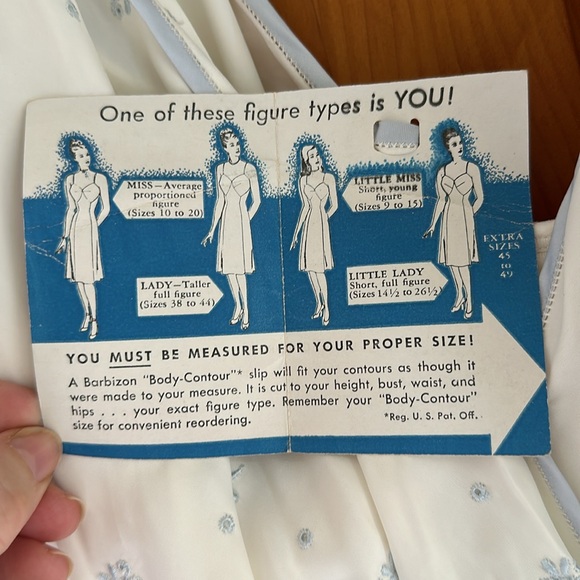 One of these figure types is YOU!
MISS—Average
proportioned
figure
(Sizes 10 to 20)
LITTLE MISS
Short, young
figure
(Sizes 9 to 15)
LADY—Taller
full figure
(Sizes 38 to 44)
LITTLE LADY
Short, full figure
(Sizes 14½ to 26½)
EXTRA
SIZES
45
to
49
YOU MUST BE MEASURED FOR YOUR PROPER SIZE!
A Barbizon "Body-Contour"* slip will fit your contours as though it
were made to your measure. It is cut to your height, bust, waist, and
hips . . . your exact figure type. Remember your "Body-Contour"
size for convenient reordering.
*Reg. U. S. Pat. Off.